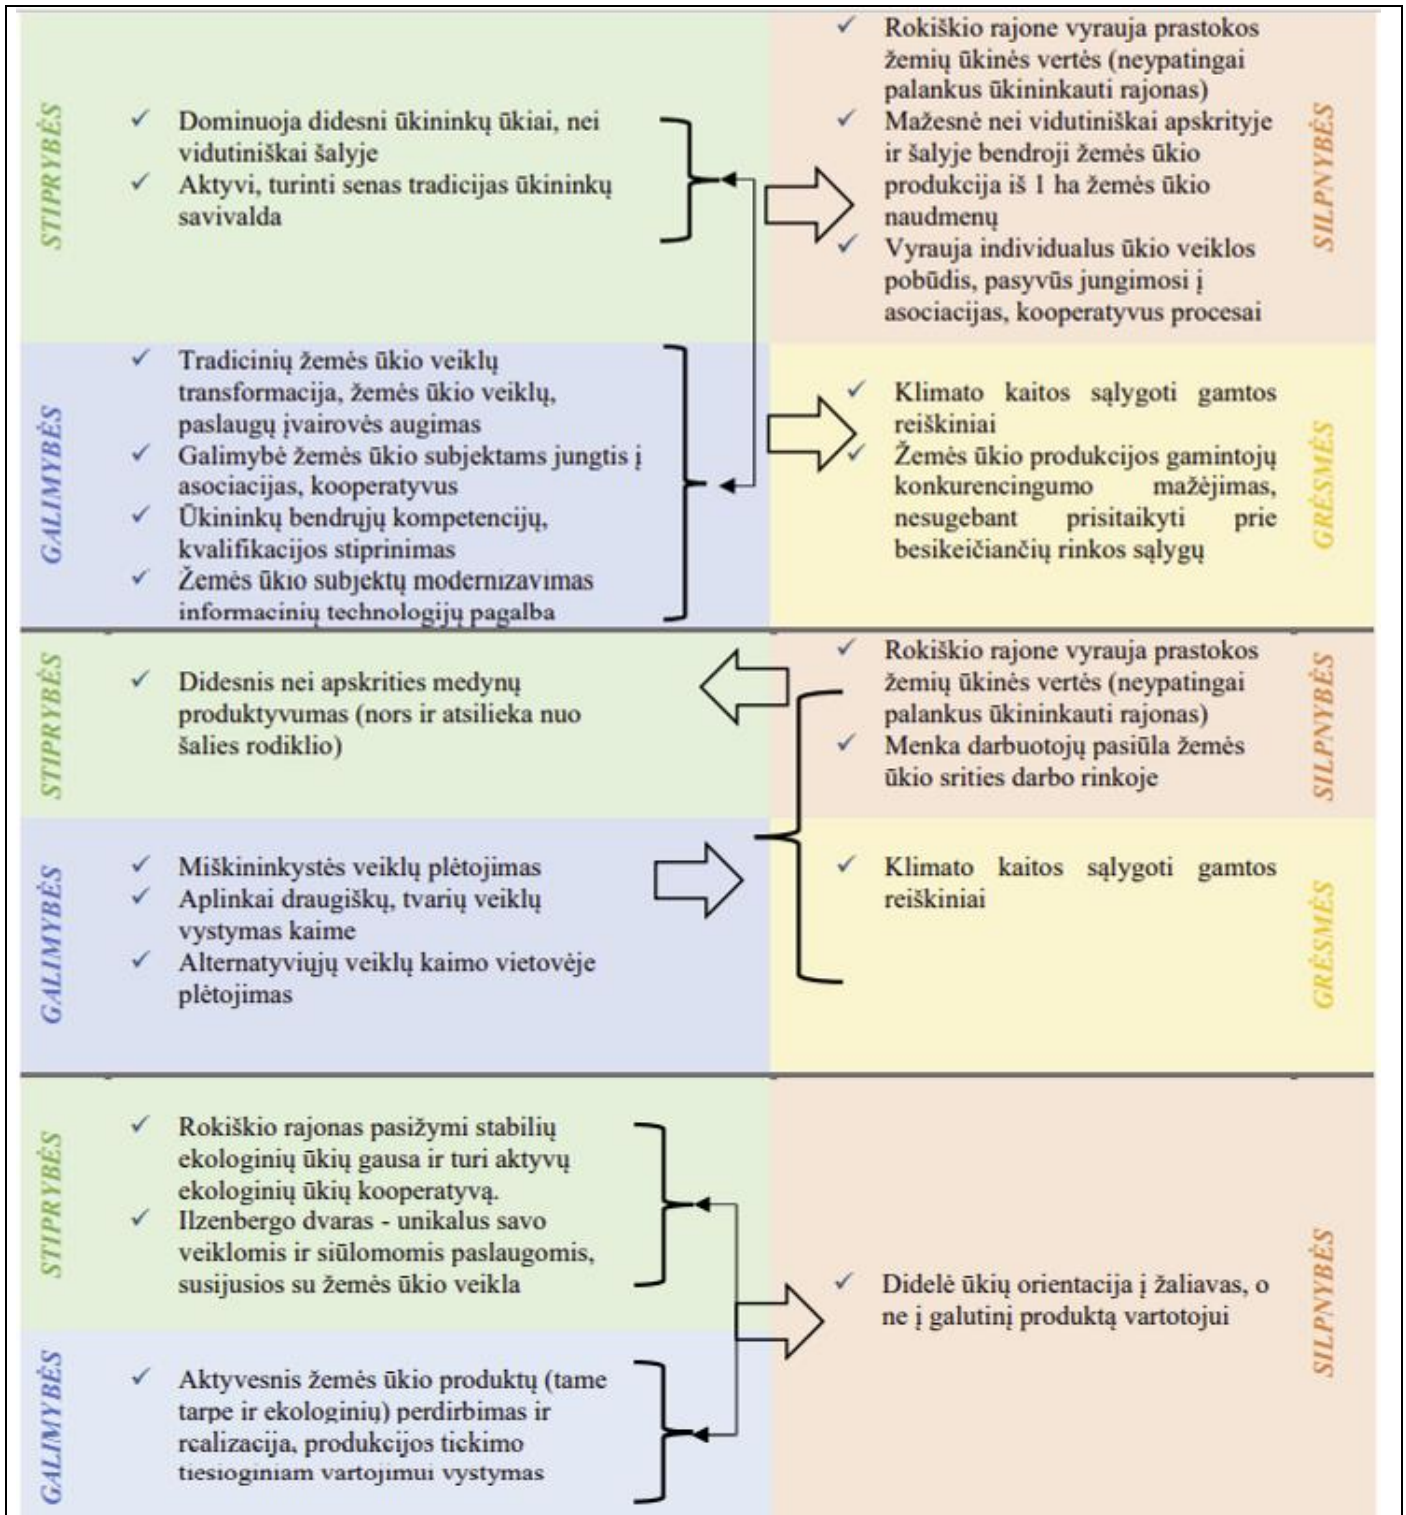 STIPRYBĖS
Dominuoja didesni ūkininkų ūkiai, nei
vidutiniškai šalyje
Aktyvi, turinti senas tradicijas ūkininkų
savivalda
Rokiškio rajone vyrauja prastokos
žemių ūkinės vertės (neypatingai
palankus ūkininkauti rajonas)
Mažesnė nei vidutiniškai apskrityje
ir šalyje bendroji žemės ūkio
produkcija iš 1 ha žemės ūkio
naudmenų
Vyrauja individualus ūkio veiklos
pobūdis, pasyvūs jungimosi į
asociacijas, kooperatyvus procesai
SILPNYBĖS
GALIMYBĖS
Tradicinių žemės ūkio veiklų
transformacija, žemės ūkio veiklų,
paslaugų įvairovės augimas
Galimybė žemės ūkio subjektams jungtis į
asociacijas, kooperatyvus
Ūkininkų bendrųjų kompetencijų,
kvalifikacijos stiprinimas
Žemės ūkio subjektų modernizavimas
informacinių technologijų pagalba
Klimato kaitos sąlygoti gamtos
reiškiniai
Žemės ūkio produkcijos gamintojų
konkurencingumo mažėjimas,
nesugebant prisitaikyti prie
besikeičiančių rinkos sąlygų
GRĖSMĖS
STIPRYBĖS
Didesnis nei apskrities medynų
produktyvumas (nors ir atsilieka nuo
šalies rodiklio)
Rokiškio rajone vyrauja prastokos
žemių ūkinės vertės (neypatingai
palankus ūkininkauti rajonas)
Menka darbuotojų pasiūla žemės
ūkio srities darbo rinkoje
SILPNYBĖS
GALIMYBĖS
Miškininkystės veiklų plėtojimas
Aplinkai draugiškų, tvarių veiklų
vystymas kaime
Alternatyviųjų veiklų kaimo vietovėje
plėtojimas
Klimato kaitos sąlygoti gamtos
reiškiniai
GRĖSMĖS
STIPRYBĖS
Rokiškio rajonas pasižymi stabilių
ekologinių ūkių gausa ir turi aktyvų
ekologinių ūkių kooperatyvą.
Ilzenbergo dvaras - unikalus savo
veiklomis ir siūlomomis paslaugomis,
susijusios su žemės ūkio veikla
GALIMYBĖS
Aktyvesnis žemės ūkio produktų (tame
tarpe ir ekologinių) perdirbimas ir
realizacija, produkcijos tiekimo
tiesioginiam vartojimui vystymas
Didelė ūkių orientacija į žaliavas, o
ne į galutinį produktą vartotojui
SILPNYBĖS